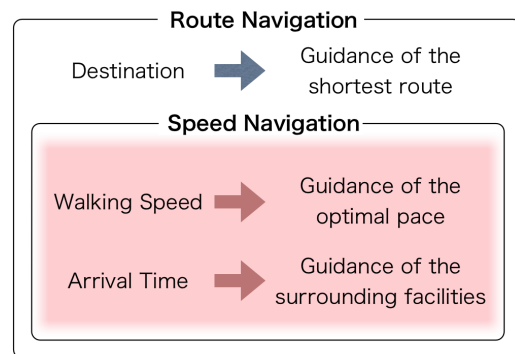 Route Navigation
Destination
Guidance of the
shortest route
Speed Navigation
Walking Speed
Guidance of the
optimal pace
Arrival Time
Guidance of the
surrounding facilities